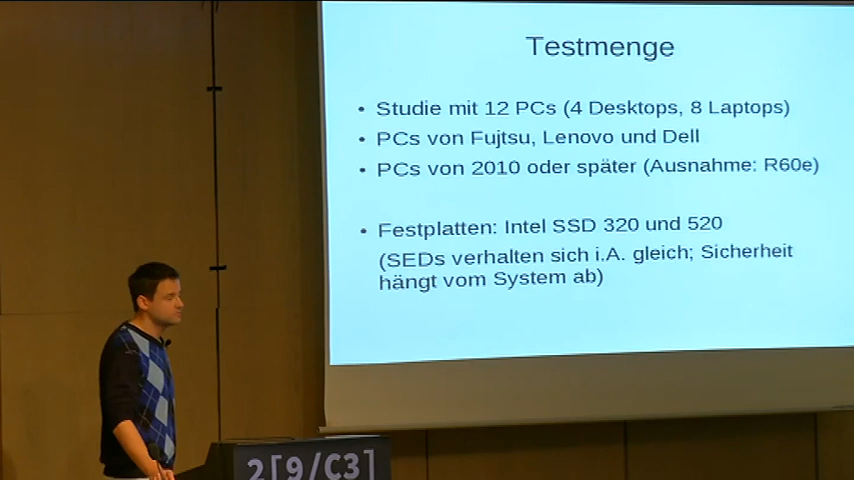 Testmenge
• Studie mit 12 PCs (4 Desktops, 8 Laptops)
• PCs von Fujtsu, Lenovo und Dell
• PCs von 2010 oder später (Ausnahme: R60e)
• Festplatten: Intel SSD 320 und 520
(SEDs verhalten sich i.A. gleich; Sicherheit
hängt vom System ab)
2[9/C3]